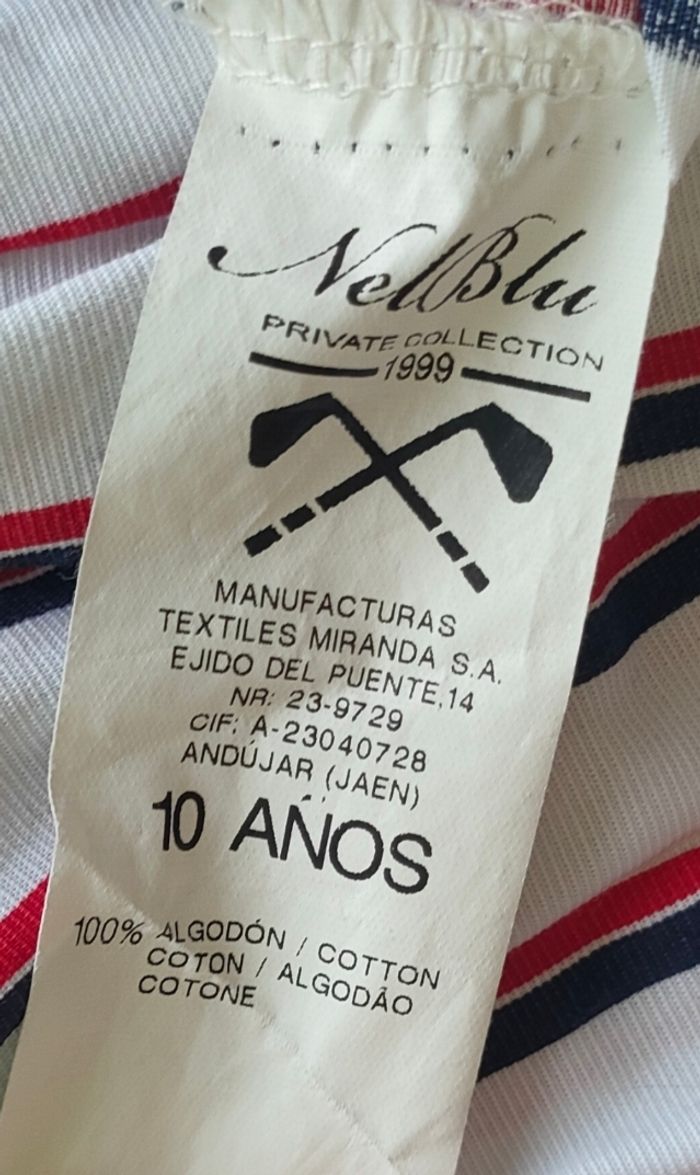 NelBlu
PRIVATE COLLECTION
1999
MANUFACTURAS
TEXTILES MIRANDA S.A.
EJIDO DEL PUENTE,14
NR: 23-9729
CIF: A-23040728
ANDÚJAR (JAEN)
10 AÑOS
100% ALGODÓN / COTTON
COTON / ALGODÃO
COTONE